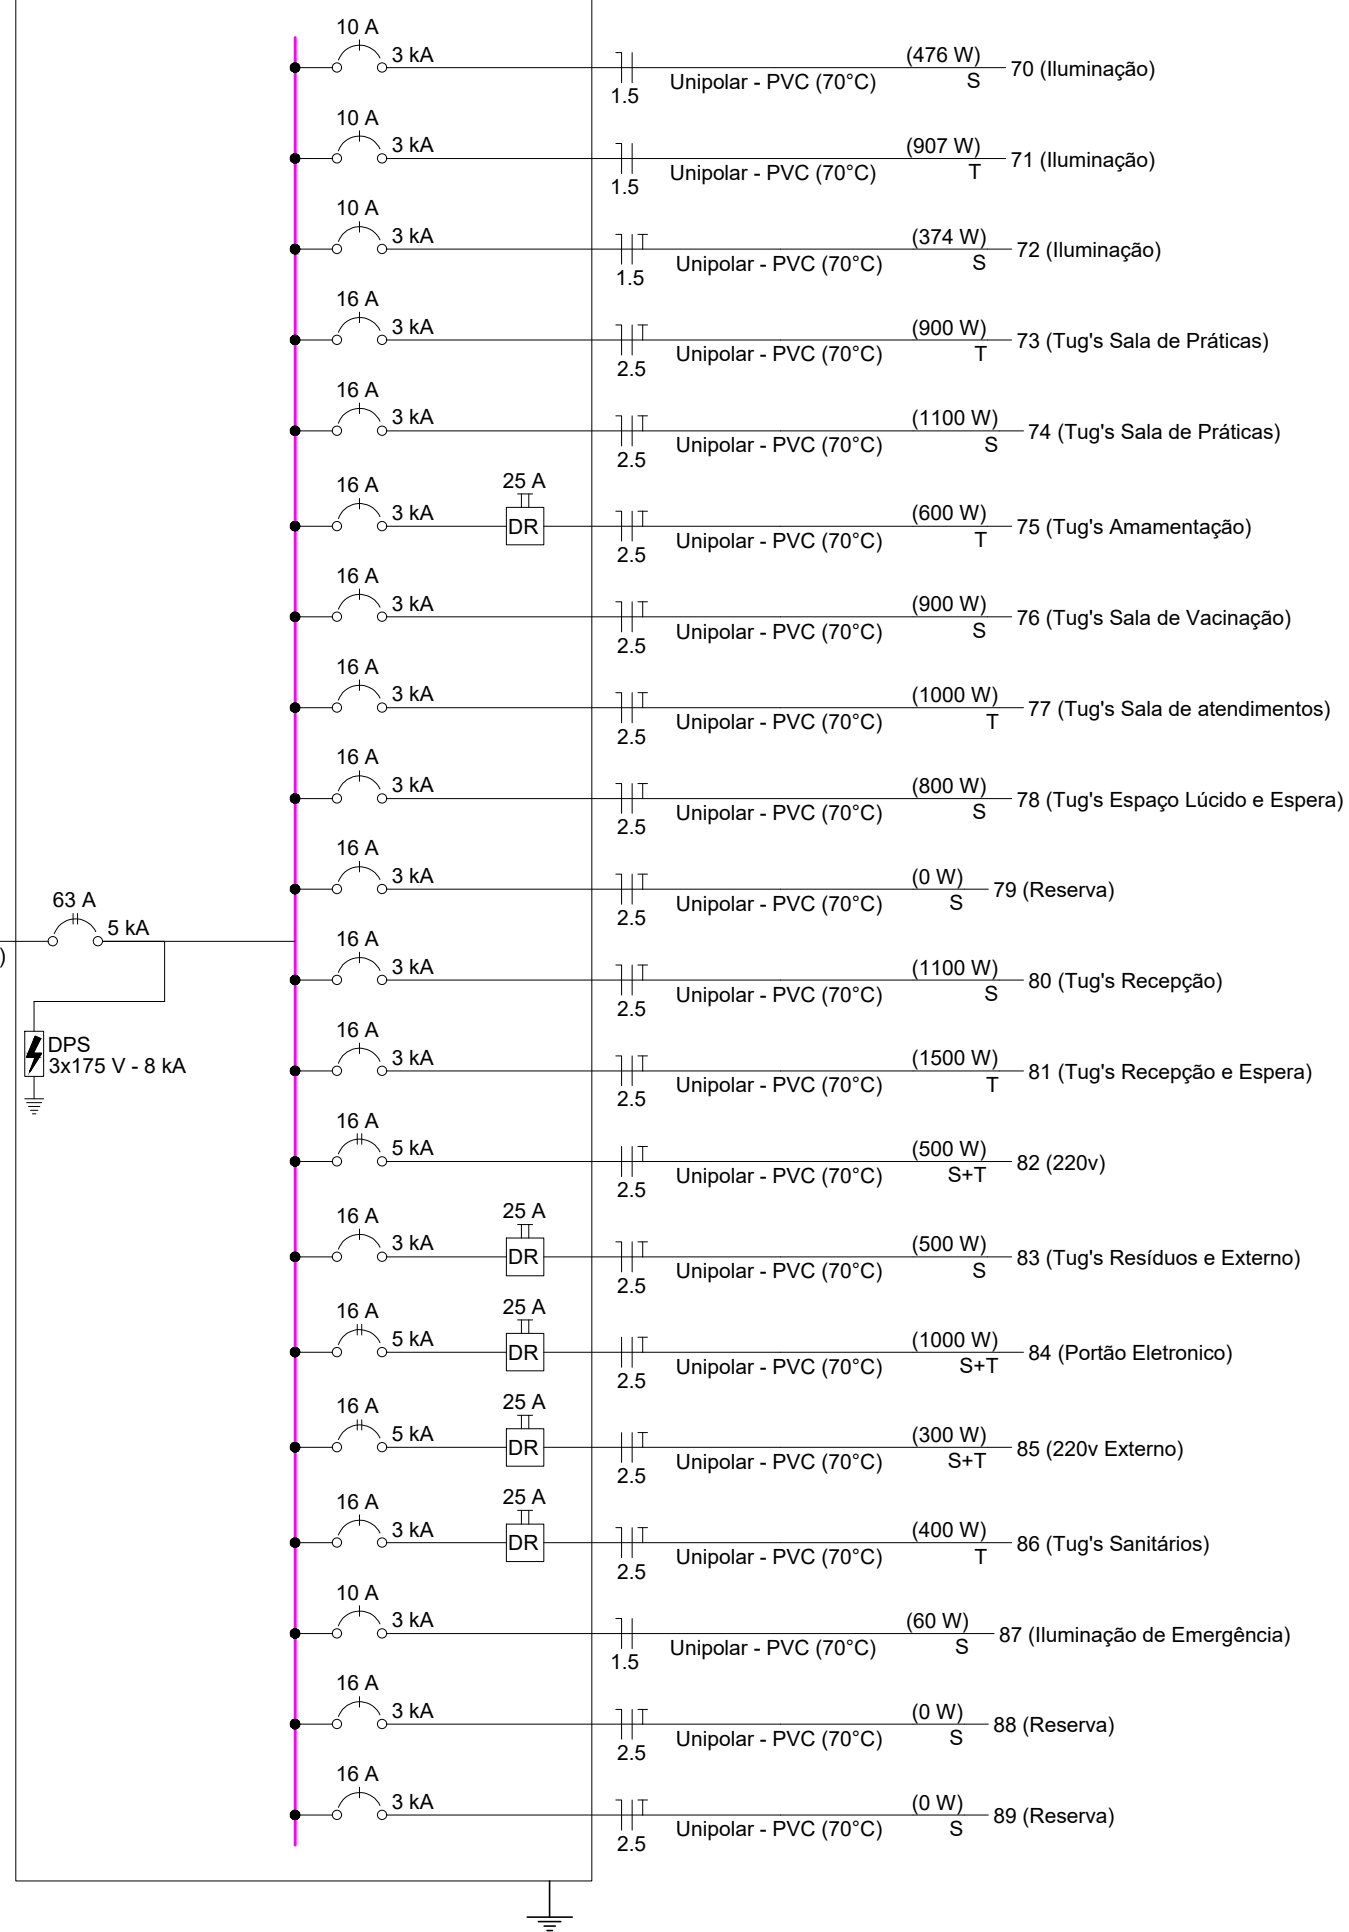 10 A
3 kA
(476 W)
70 (Iluminação)
1.5
Unipolar - PVC (70°C)
S
10 A
3 kA
(907 W)
71 (Iluminação)
1.5
Unipolar - PVC (70°C)
T
10 A
3 kA
(374 W)
72 (Iluminação)
1.5
Unipolar - PVC (70°C)
S
16 A
3 kA
(900 W)
73 (Tug's Sala de Práticas)
2.5
Unipolar - PVC (70°C)
T
16 A
3 kA
(1100 W)
74 (Tug's Sala de Práticas)
2.5
Unipolar - PVC (70°C)
S
16 A
3 kA
25 A
DR
(600 W)
75 (Tug's Amamentação)
2.5
Unipolar - PVC (70°C)
T
16 A
3 kA
(900 W)
76 (Tug's Sala de Vacinação)
2.5
Unipolar - PVC (70°C)
S
16 A
3 kA
(1000 W)
77 (Tug's Sala de atendimentos)
2.5
Unipolar - PVC (70°C)
T
16 A
3 kA
(800 W)
78 (Tug's Espaço Lúcido e Espera)
2.5
Unipolar - PVC (70°C)
S
16 A
3 kA
(0 W)
79 (Reserva)
2.5
Unipolar - PVC (70°C)
S
63 A
5 kA
)
DPS
3x175 V - 8 kA
16 A
3 kA
(1100 W)
80 (Tug's Recepção)
2.5
Unipolar - PVC (70°C)
S
16 A
3 kA
(1500 W)
81 (Tug's Recepção e Espera)
2.5
Unipolar - PVC (70°C)
T
16 A
5 kA
(500 W)
82 (220v)
2.5
Unipolar - PVC (70°C)
S+T
16 A
3 kA
25 A
DR
(500 W)
83 (Tug's Resíduos e Externo)
2.5
Unipolar - PVC (70°C)
S
16 A
5 kA
25 A
DR
(1000 W)
84 (Portão Eletronico)
2.5
Unipolar - PVC (70°C)
S+T
16 A
5 kA
25 A
DR
(300 W)
85 (220v Externo)
2.5
Unipolar - PVC (70°C)
S+T
16 A
3 kA
25 A
DR
(400 W)
86 (Tug's Sanitários)
2.5
Unipolar - PVC (70°C)
T
10 A
3 kA
(60 W)
87 (Iluminação de Emergência)
1.5
Unipolar - PVC (70°C)
S
16 A
3 kA
(0 W)
88 (Reserva)
2.5
Unipolar - PVC (70°C)
S
16 A
3 kA
(0 W)
89 (Reserva)
2.5
Unipolar - PVC (70°C)
S